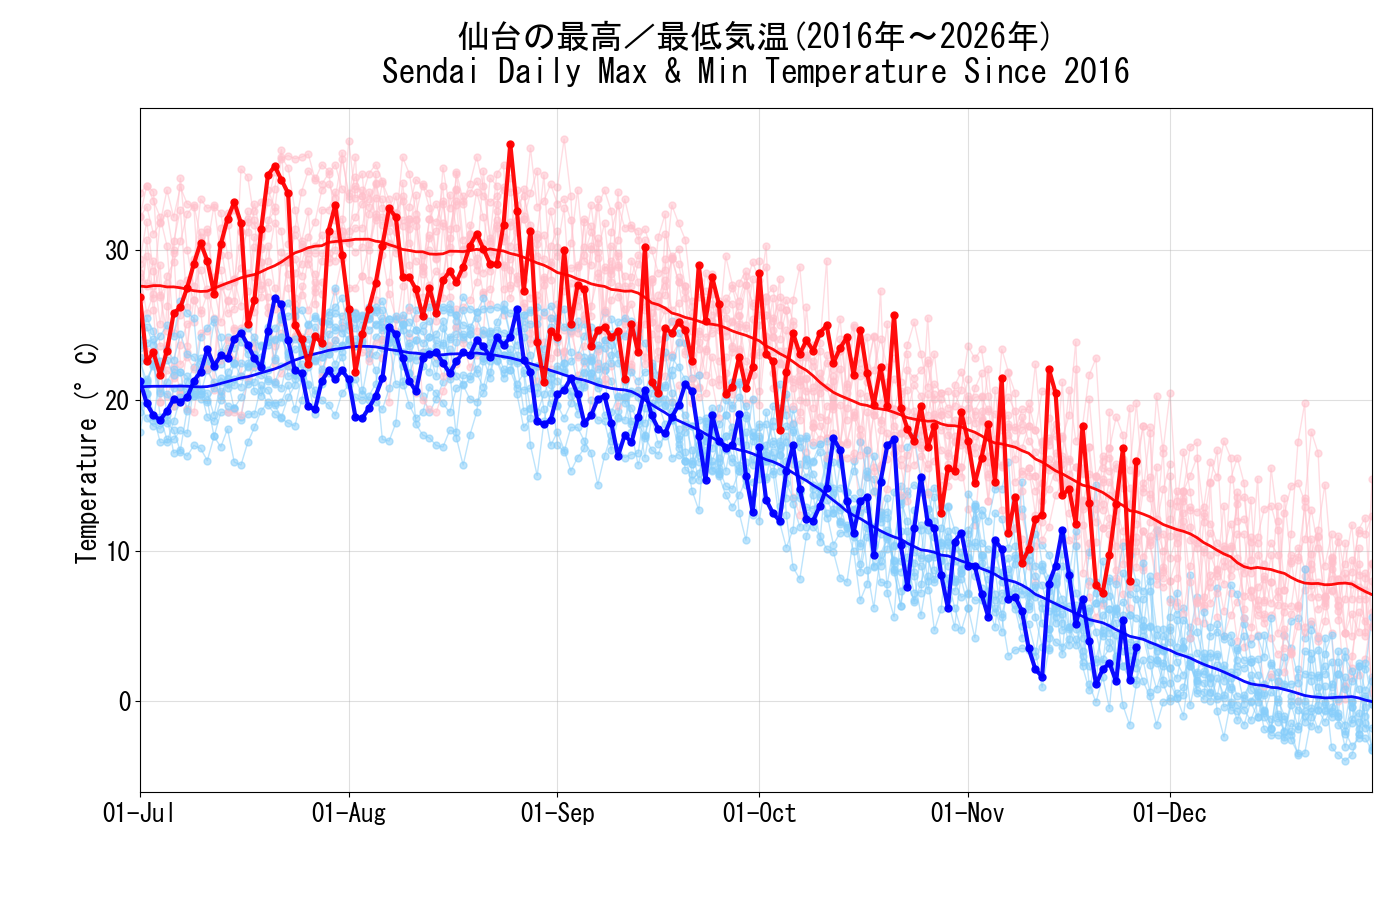 仙台の最高／最低気温(2016年～2026年)
Sendai Daily Max & Min Temperature Since 2016
Temperature (° C)
30
20
10
0
01-Jul 01-Aug 01-Sep 01-Oct 01-Nov 01-Dec